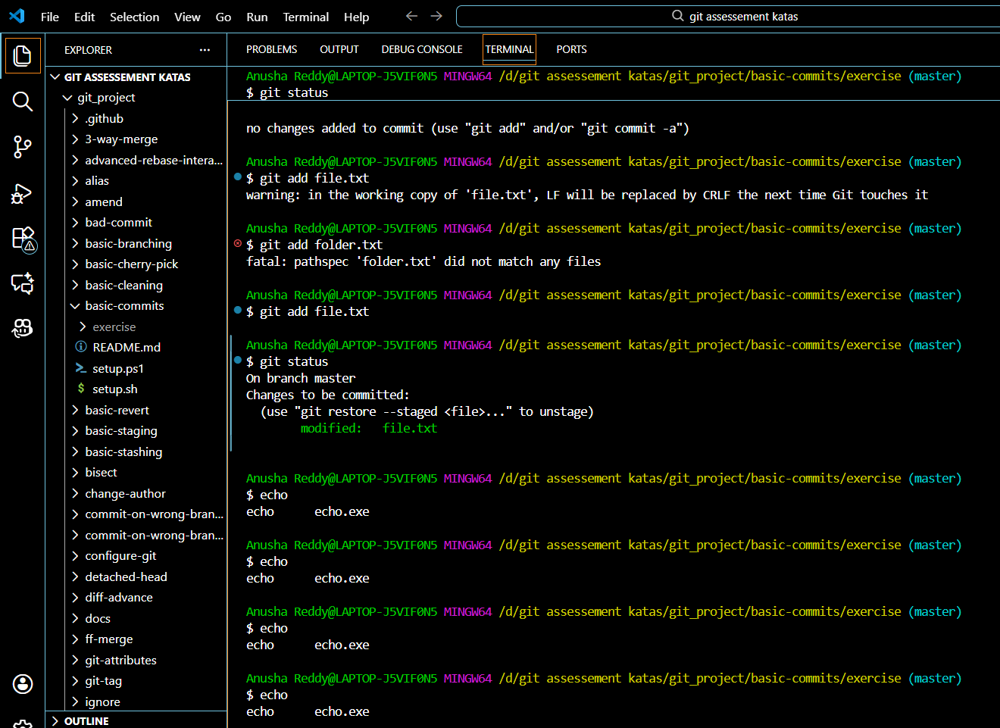 File Edit Selection View Go Run Terminal Help
git assessement katas
EXPLORER
GIT ASSESSEMENT KATAS
git_project
.github
3-way-merge
advanced-rebase-intera...
alias
amend
bad-commit
basic-branching
basic-cherry-pick
basic-cleaning
basic-commits
exercise
README.md
setup.ps1
setup.sh
basic-revert
basic-staging
basic-stashing
bisect
change-author
commit-on-wrong-bran...
commit-on-wrong-bran...
configure-git
detached-head
diff-advance
docs
ff-merge
git-attributes
git-tag
ignore
OUTLINE
PROBLEMS OUTPUT DEBUG CONSOLE TERMINAL PORTS
Anusha Reddy@LAPTOP-J5VIF0N5 MINGW64 /d/git assessement katas/git_project/basic-commits/exercise (master)
$ git status
no changes added to commit (use "git add" and/or "git commit -a")
Anusha Reddy@LAPTOP-J5VIF0N5 MINGW64 /d/git assessement katas/git_project/basic-commits/exercise (master)
$ git add file.txt
warning: in the working copy of 'file.txt', LF will be replaced by CRLF the next time Git touches it
Anusha Reddy@LAPTOP-J5VIF0N5 MINGW64 /d/git assessement katas/git_project/basic-commits/exercise (master)
$ git add folder.txt
fatal: pathspec 'folder.txt' did not match any files
Anusha Reddy@LAPTOP-J5VIF0N5 MINGW64 /d/git assessement katas/git_project/basic-commits/exercise (master)
$ git add file.txt
Anusha Reddy@LAPTOP-J5VIF0N5 MINGW64 /d/git assessement katas/git_project/basic-commits/exercise (master)
$ git status
On branch master
Changes to be committed:
(use "git restore --staged <file>..." to unstage)
modified: file.txt
Anusha Reddy@LAPTOP-J5VIF0N5 MINGW64 /d/git assessement katas/git_project/basic-commits/exercise (master)
$ echo
echo echo.exe
Anusha Reddy@LAPTOP-J5VIF0N5 MINGW64 /d/git assessement katas/git_project/basic-commits/exercise (master)
$ echo
echo echo.exe
Anusha Reddy@LAPTOP-J5VIF0N5 MINGW64 /d/git assessement katas/git_project/basic-commits/exercise (master)
$ echo
echo echo.exe
Anusha Reddy@LAPTOP-J5VIF0N5 MINGW64 /d/git assessement katas/git_project/basic-commits/exercise (master)
$ echo
echo echo.exe